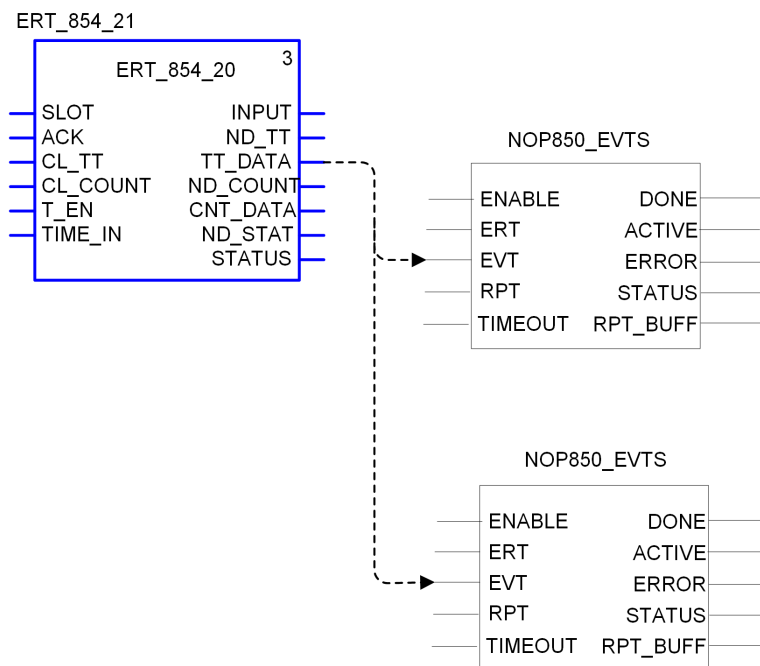 ERT_854_21
3
ERT_854_20
SLOT INPUT
ACK ND_TT
CL_TT TT_DATA
CL_COUNT ND_COUNT
T_EN CNT_DATA
TIME_IN ND_STAT
STATUS
NOP850_EVTS
ENABLE DONE
ERT ACTIVE
EVT ERROR
RPT STATUS
TIMEOUT RPT_BUFF
NOP850_EVTS
ENABLE DONE
ERT ACTIVE
EVT ERROR
RPT STATUS
TIMEOUT RPT_BUFF